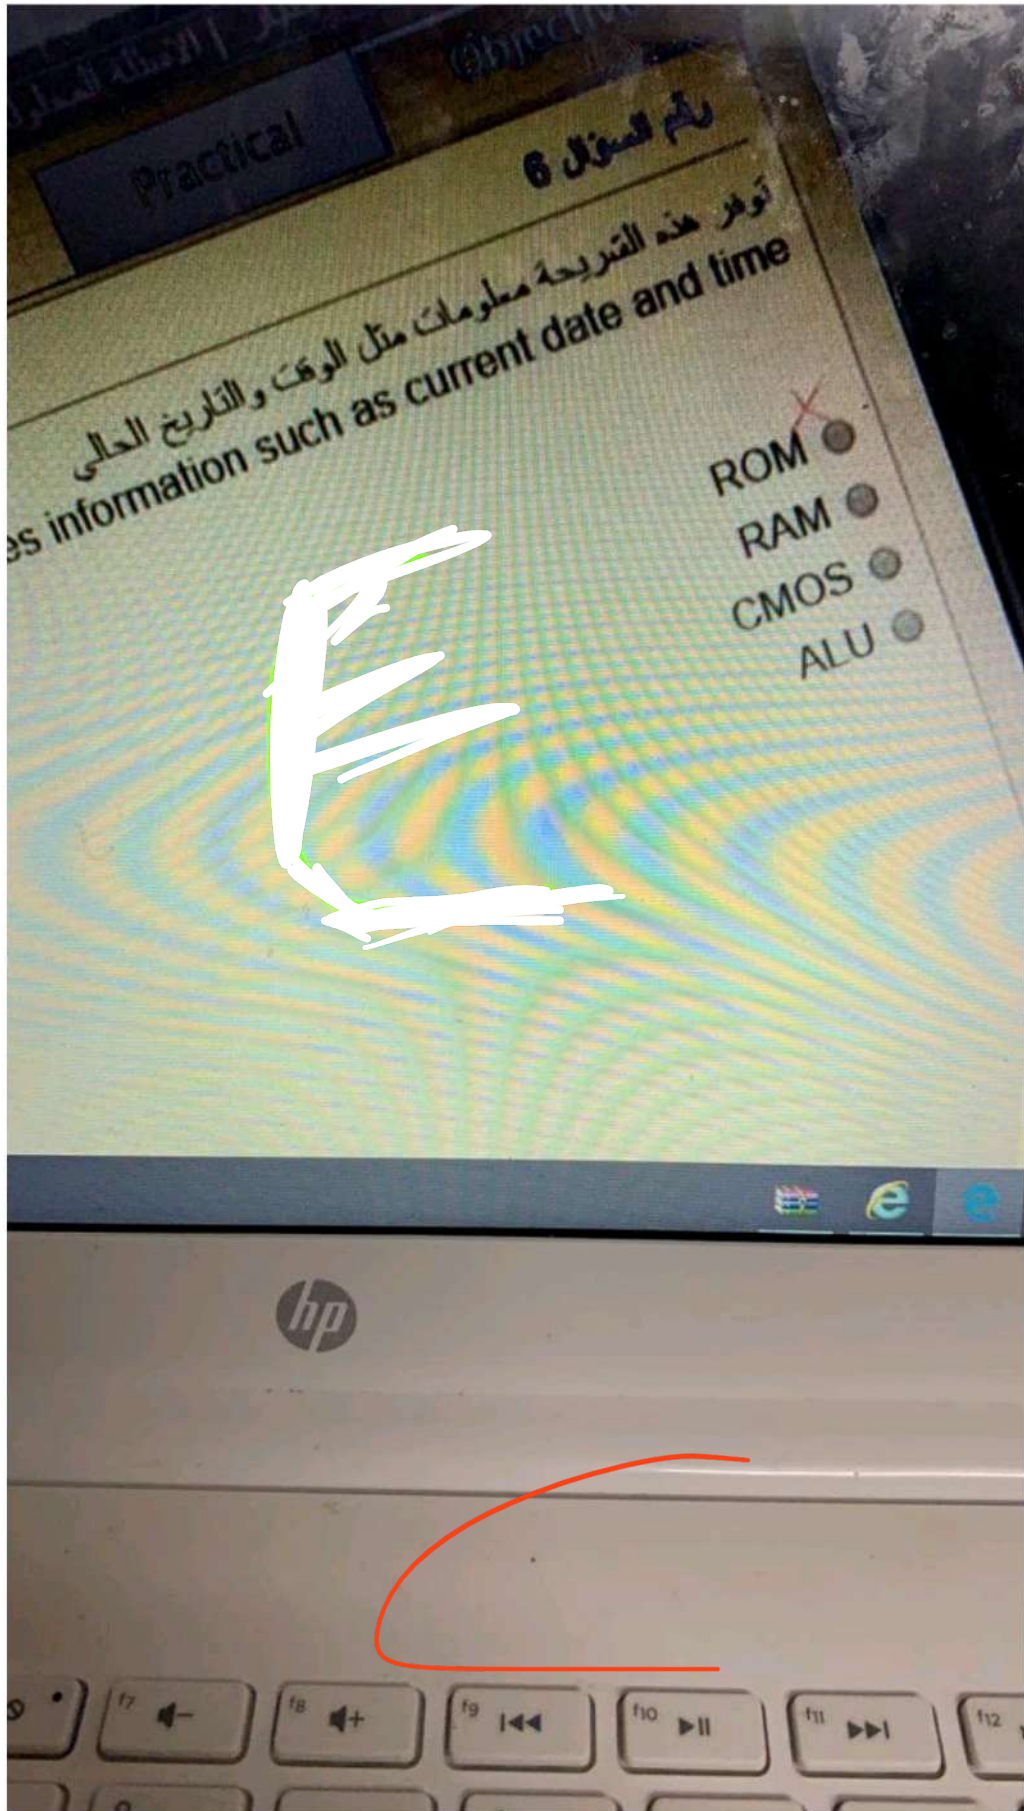 Practical
رقم السؤال 6
توفر هذه الشريحة معلومات مثل الوقت والتاريخ الحالي
es information such as current date and time
ROM
RAM
CMOS
ALU
E
hp
f7
f8
f9
f10
f11
f12